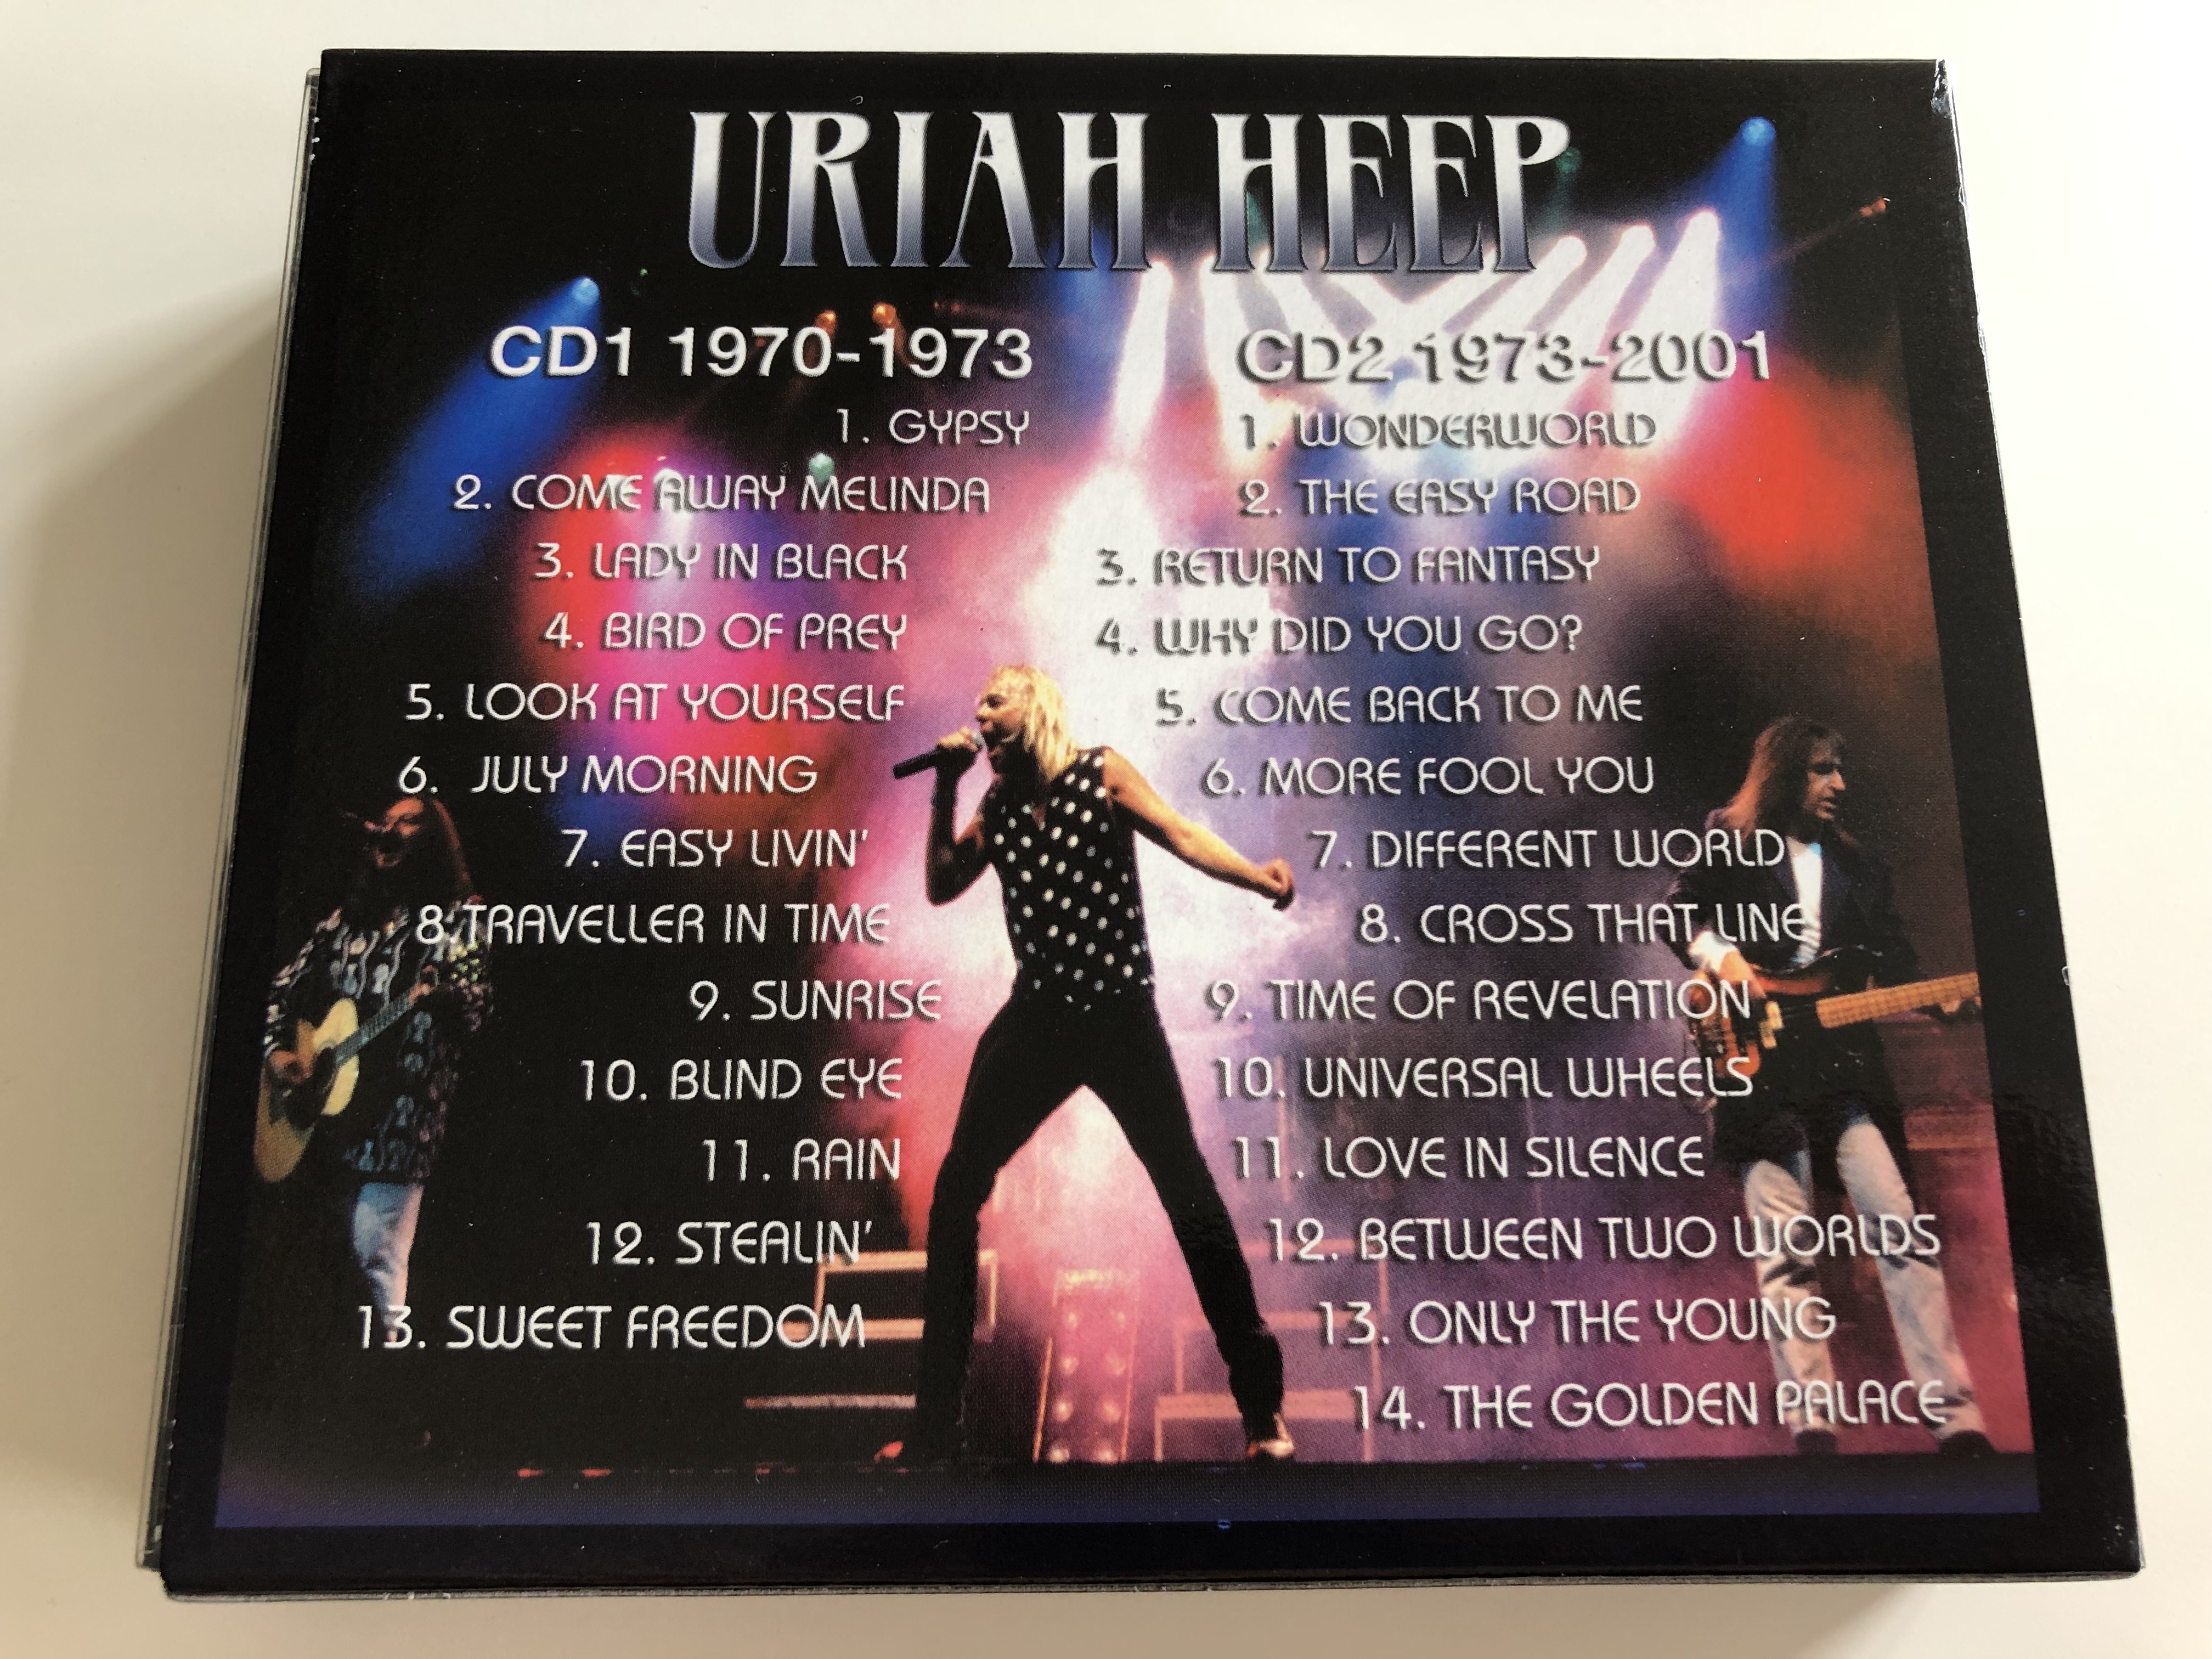 URIAH HEEP
CD1 1970-1973
1. GYPSY
2. COME AWAY MELINDA
3. LADY IN BLACK
4. BIRD OF PREY
5. LOOK AT YOURSELF
6. JULY MORNING
7. EASY LIVIN'
8.TRAVELLER IN TIME
9. SUNRISE
10. BLIND EYE
11. RAIN
12. STEALIN'
13. SWEET FREEDOM
CD2 1973-2001
1. WONDERWORLD
2. THE EASY ROAD
3. RETURN TO FANTASY
4. WHY DID YOU GO?
5. COME BACK TO ME
6. MORE FOOL YOU
7. DIFFERENT WORLD
8. CROSS THAT LINE
9. TIME OF REVELATION
10. UNIVERSAL WHEELS
11. LOVE IN SILENCE
12. BETWEEN TWO WORLDS
13. ONLY THE YOUNG
14. THE GOLDEN PALACE